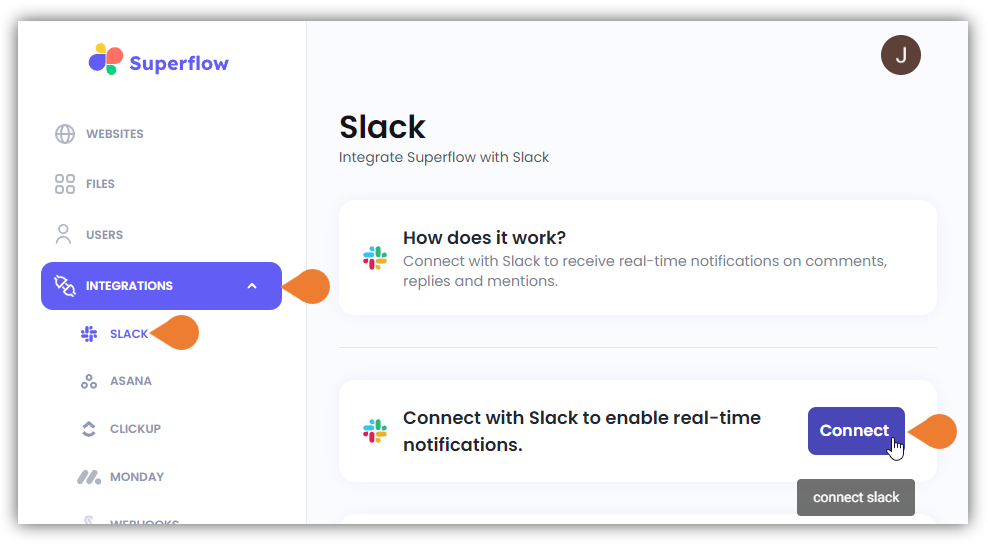 Superflow
J
WEBSITES
FILES
USERS
INTEGRATIONS
SLACK
ASANA
CLICKUP
MONDAY
WEBHOOKS
Slack
Integrate Superflow with Slack
How does it work?
Connect with Slack to receive real-time notifications on comments,
replies and mentions.
Connect with Slack to enable real-time
notifications.
Connect
connect slack